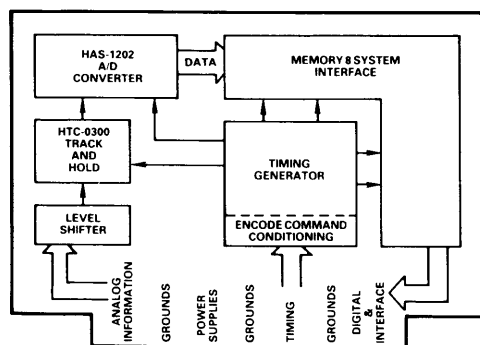 HAS-1202
A/D
CONVERTER
DATA
MEMORY 8 SYSTEM
INTERFACE
HTC-0300
TRACK
AND
HOLD
TIMING
GENERATOR
LEVEL
SHIFTER
ENCODE COMMAND
CONDITIONING
ANALOG
INFORMATION
GROUNDS
POWER
SUPPLIES
GROUNDS
TIMING
GROUNDS
DIGITAL
&
INTERFACE